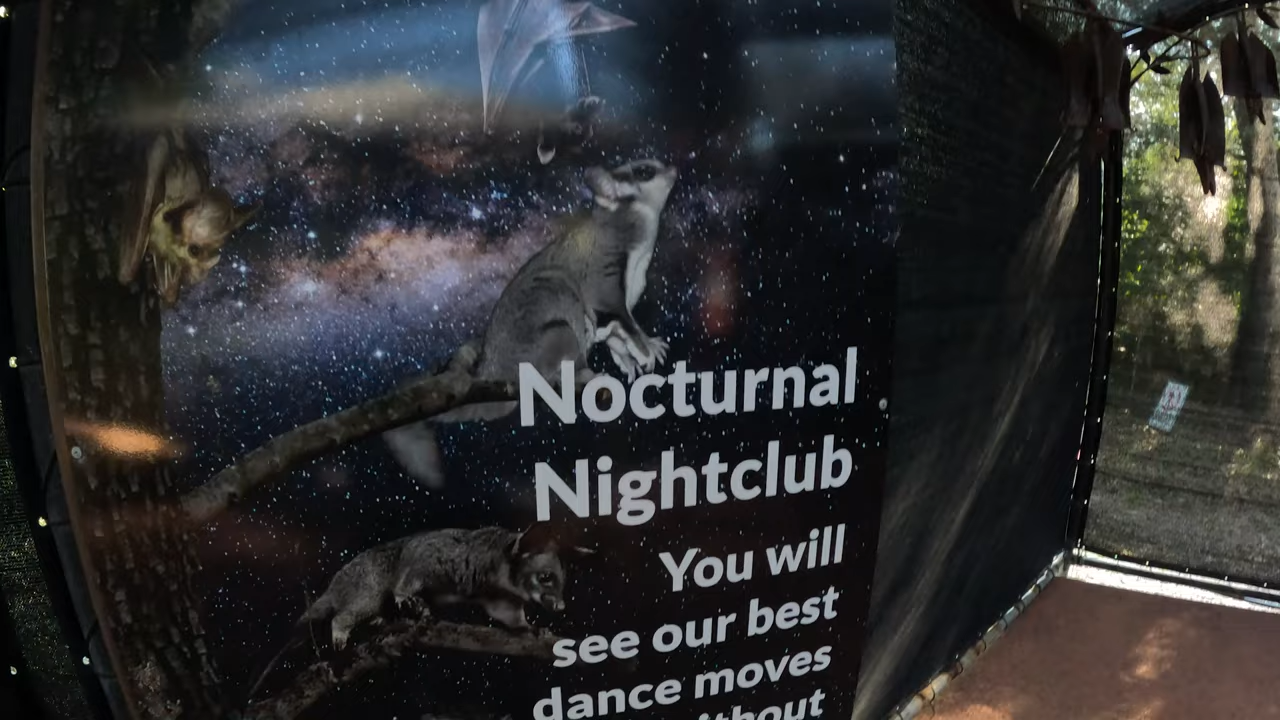 Nocturnal
Nightclub
You will
see our best
dance moves